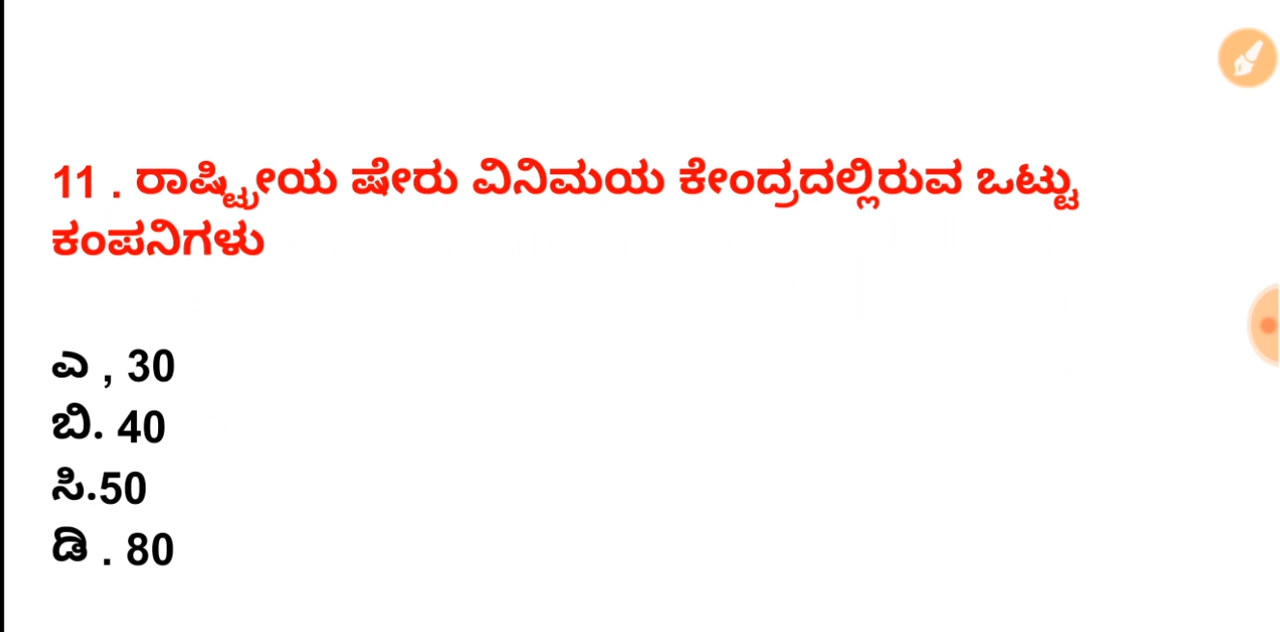 11 . ರಾಷ್ಟ್ರೀಯ ಷೇರು ವಿನಿಮಯ ಕೇಂದ್ರದಲ್ಲಿರುವ ಒಟ್ಟು
ಕಂಪನಿಗಳು
ಎ , 30
ಬಿ. 40
ಸಿ.50
ಡಿ . 80